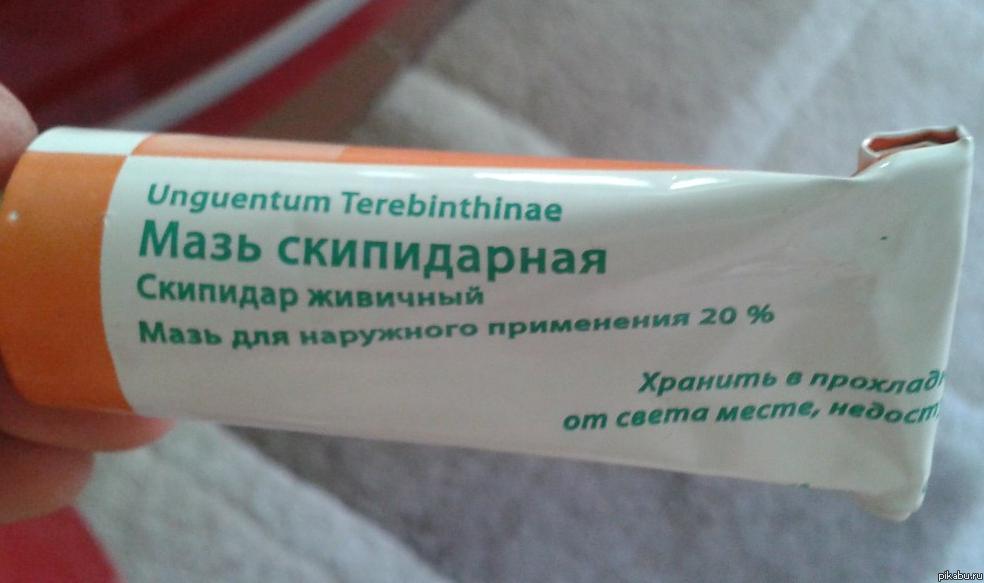 Unguentum Terebinthinae
Мазь скипидарная
Скипидар живичный
Мазь для наружного применения 20 %
Хранить в
от света месте,
pikabu.ru